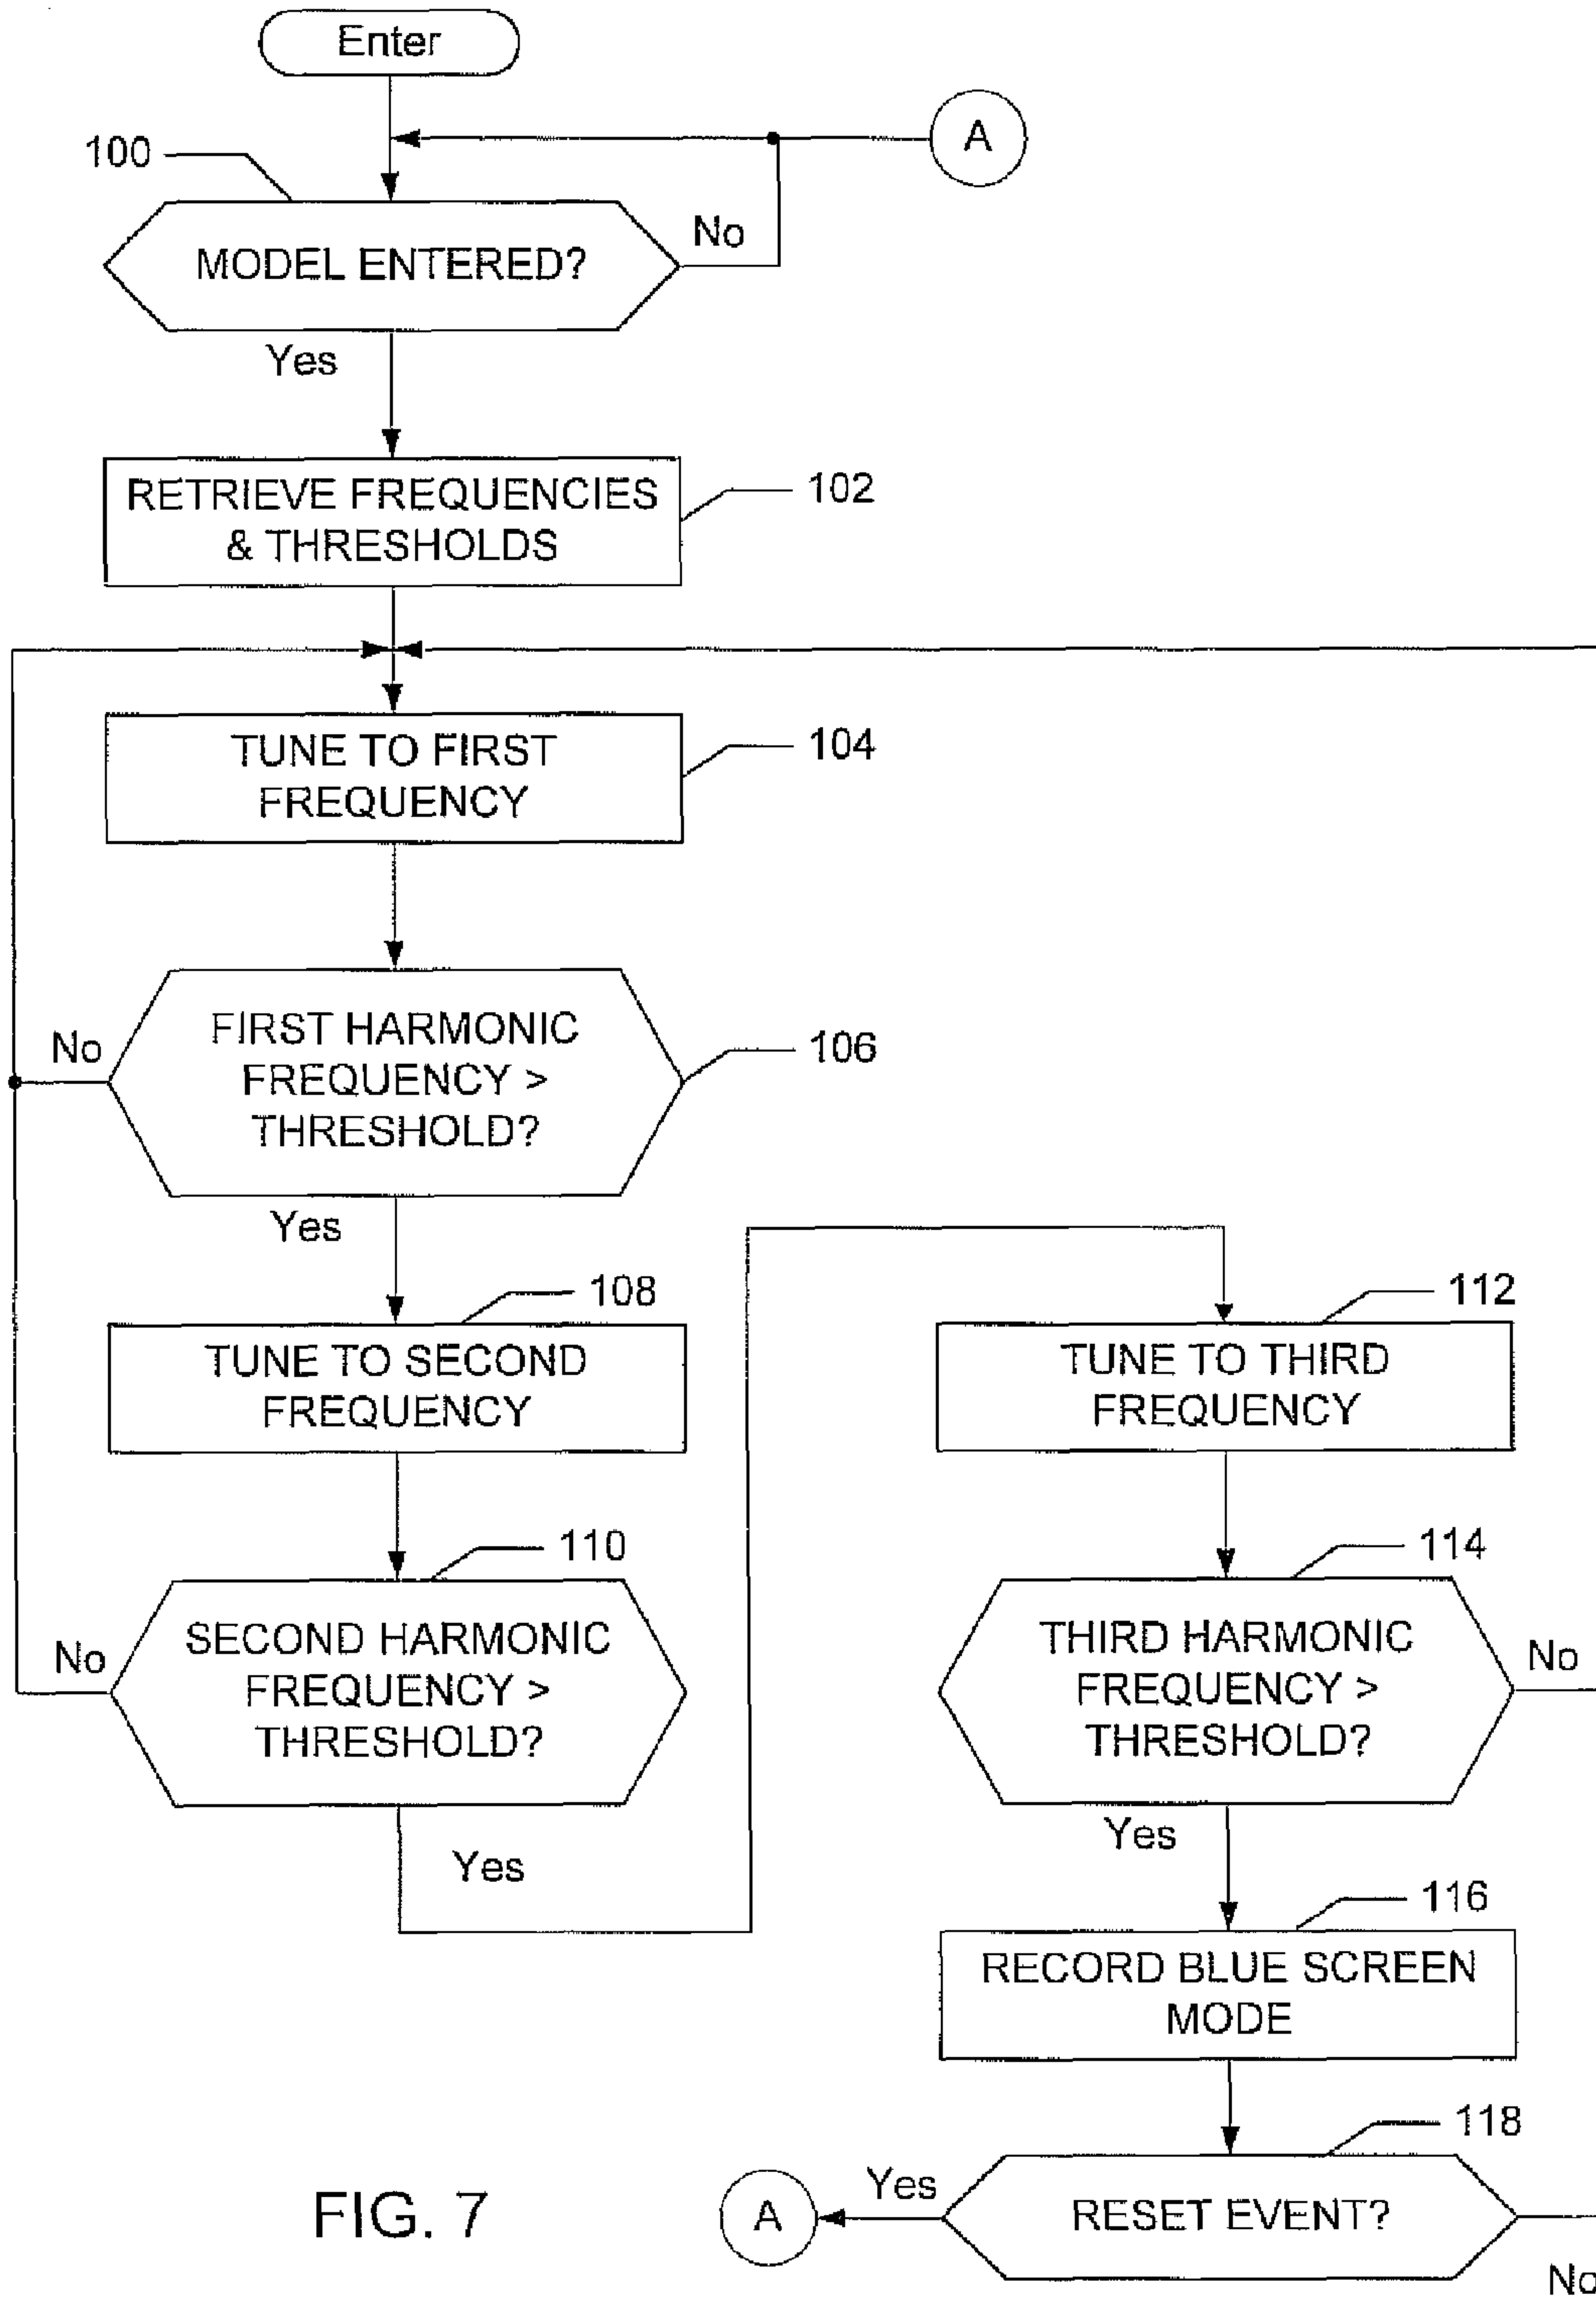 Enter
A
100
MODEL ENTERED?
No
Yes
RETRIEVE FREQUENCIES
& THRESHOLDS
102
TUNE TO FIRST
FREQUENCY
104
FIRST HARMONIC
FREQUENCY >
THRESHOLD?
No
106
Yes
108
TUNE TO SECOND
FREQUENCY
110
SECOND HARMONIC
FREQUENCY >
THRESHOLD?
No
Yes
112
TUNE TO THIRD
FREQUENCY
114
THIRD HARMONIC
FREQUENCY >
THRESHOLD?
No
Yes
116
RECORD BLUE SCREEN
MODE
118
RESET EVENT?
Yes
A
No
FIG. 7